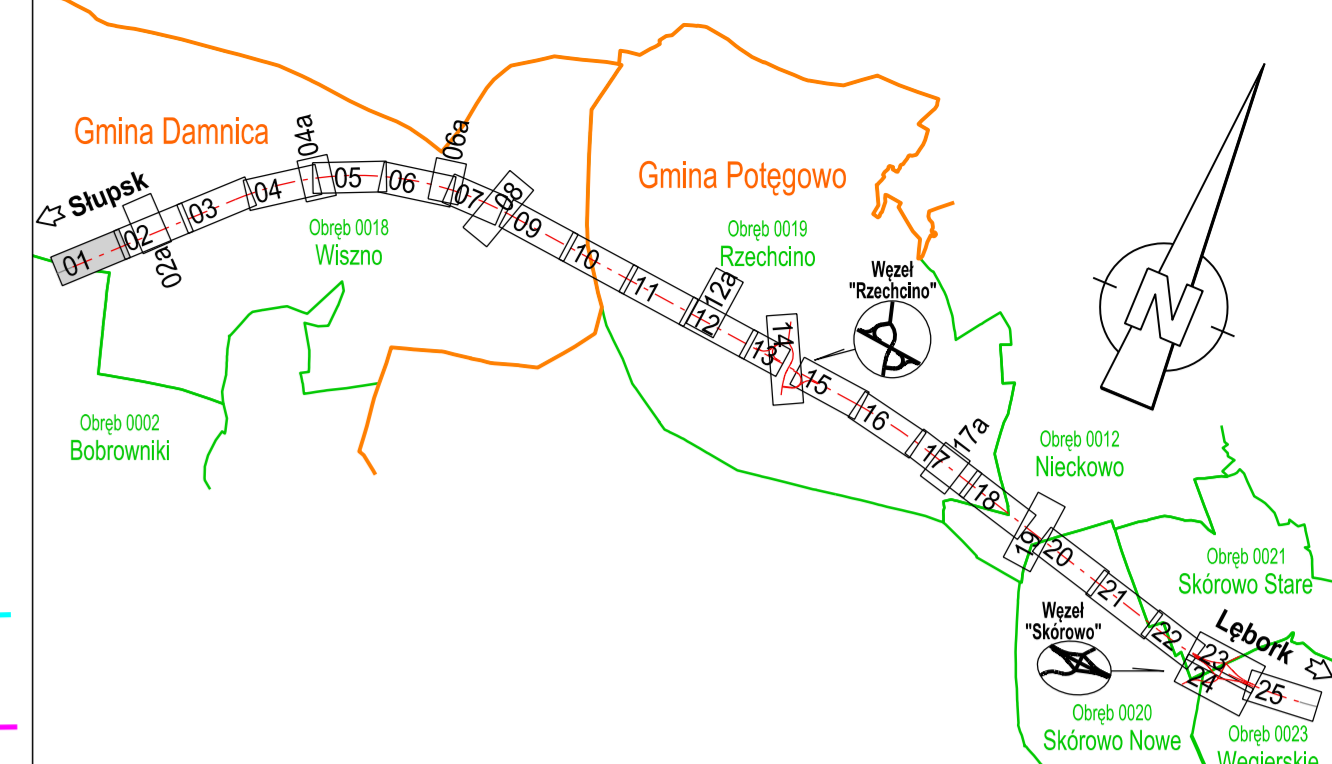 Gmina Damnica
Słupsk
01
02
02a
03
04
04a
05
06
06a
07
08
09
10
11
12
12a
13
14
15
16
17
17a
18
19
20
21
22
23
24
25
Obręb 0018
Wiszno
Obręb 0002
Bobrowniki
Gmina Potęgowo
Obręb 0019
Rzechcino
Węzeł
"Rzechcino"
N
Obręb 0012
Nieckowo
Obręb 0021
Skórowo Stare
Lębork
Węzeł
"Skórowo"
Obręb 0020
Skórowo Nowe
Obręb 0023
Węgierskie